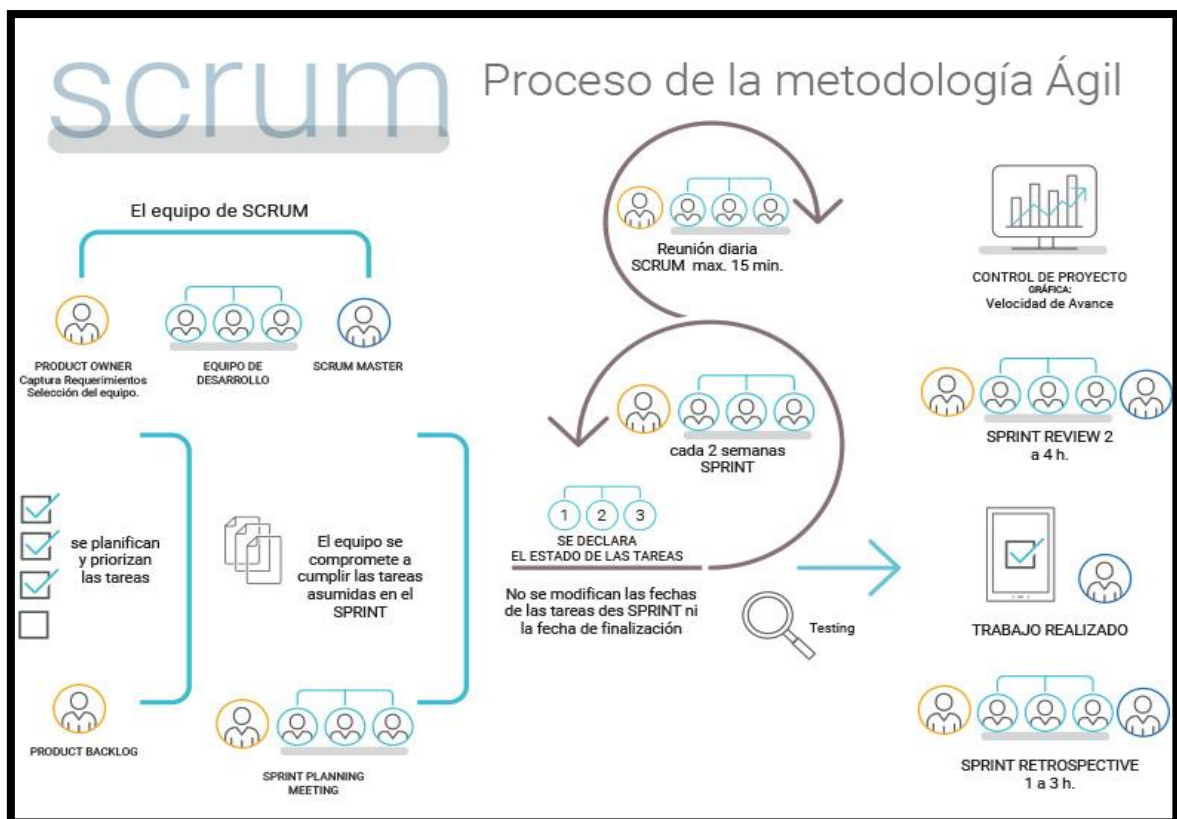 scrum
Proceso de la metodología Ágil
El equipo de SCRUM
PRODUCT OWNER
Captura Requerimientos
Selección del equipo.
EQUIPO DE
DESARROLLO
SCRUM MASTER
se planifican
y priorizan
las tareas
PRODUCT BACKLOG
El equipo se
compromete a
cumplir las tareas
asumidas en el
SPRINT
SPRINT PLANNING
MEETING
Reunión diaria
SCRUM max. 15 min.
cada 2 semanas
SPRINT
1 2 3
SE DECLARA
EL ESTADO DE LAS TAREAS
No se modifican las fechas
de las tareas des SPRINT ni
la fecha de finalización
Testing
CONTROL DE PROYECTO
GRÁFICA:
Velocidad de Avance
SPRINT REVIEW 2
a 4 h.
TRABAJO REALIZADO
SPRINT RETROSPECTIVE
1 a 3 h.